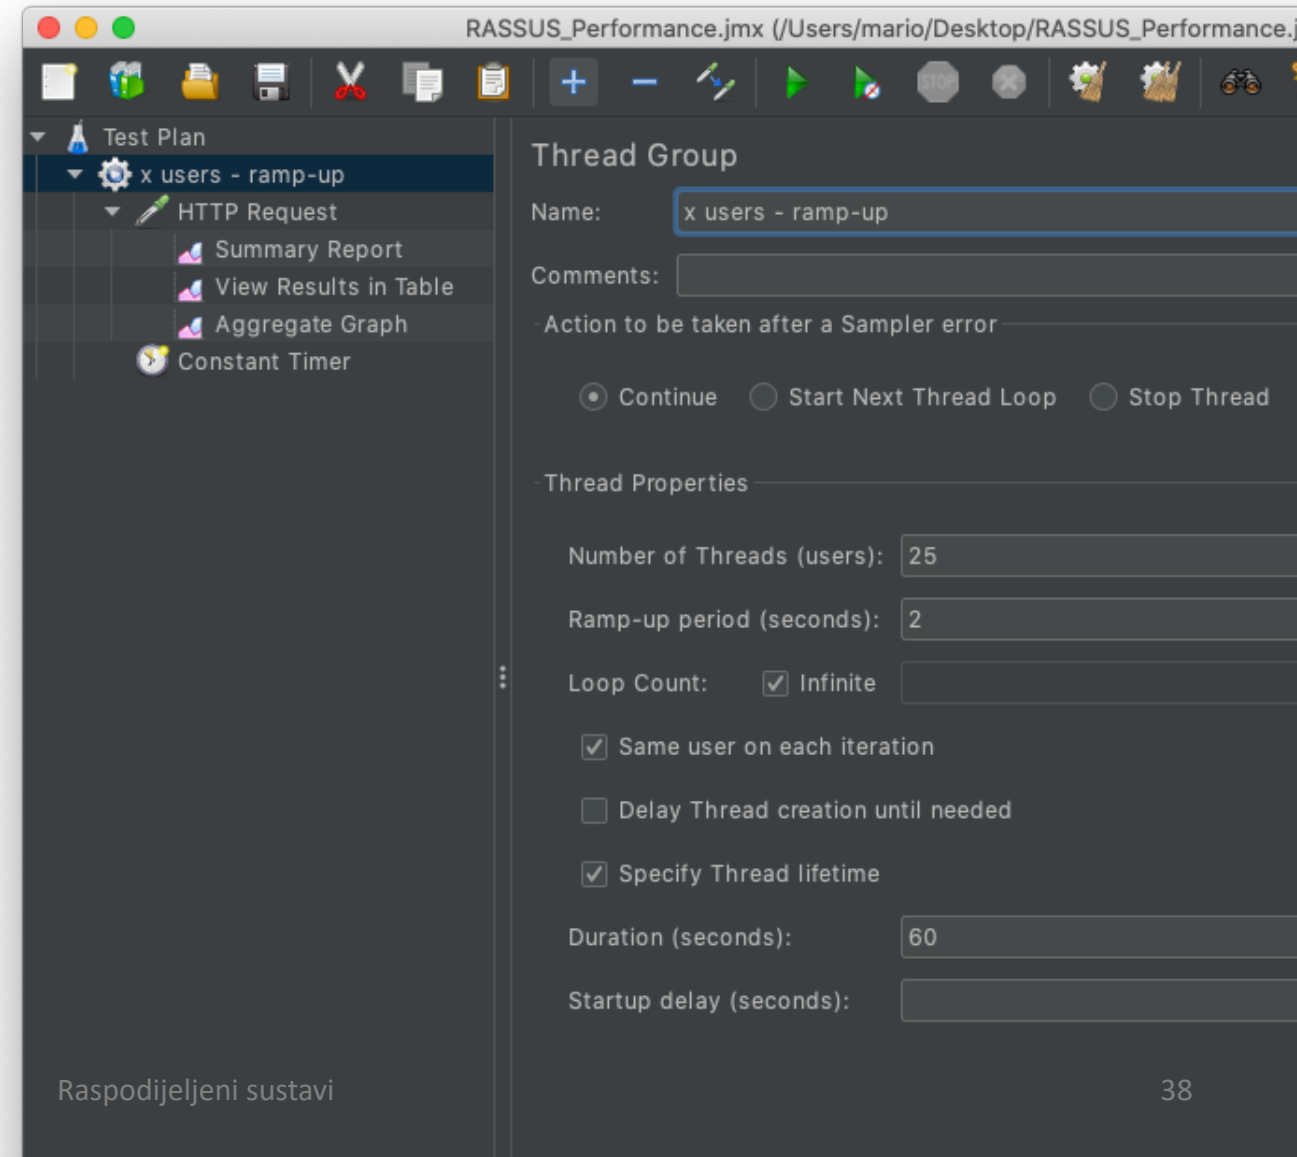 RASSUS_Performance.jmx (/Users/mario/Desktop/RASSUS_Performance.j
STOP
Test Plan
x users - ramp-up
HTTP Request
Summary Report
View Results in Table
Aggregate Graph
Constant Timer
Thread Group
Name: x users - ramp-up
Comments:
Action to be taken after a Sampler error
Continue Start Next Thread Loop Stop Thread
Thread Properties
Number of Threads (users): 25
Ramp-up period (seconds): 2
Loop Count: Infinite
Same user on each iteration
Delay Thread creation until needed
Specify Thread lifetime
Duration (seconds): 60
Startup delay (seconds):
Raspodijeljeni sustavi 38